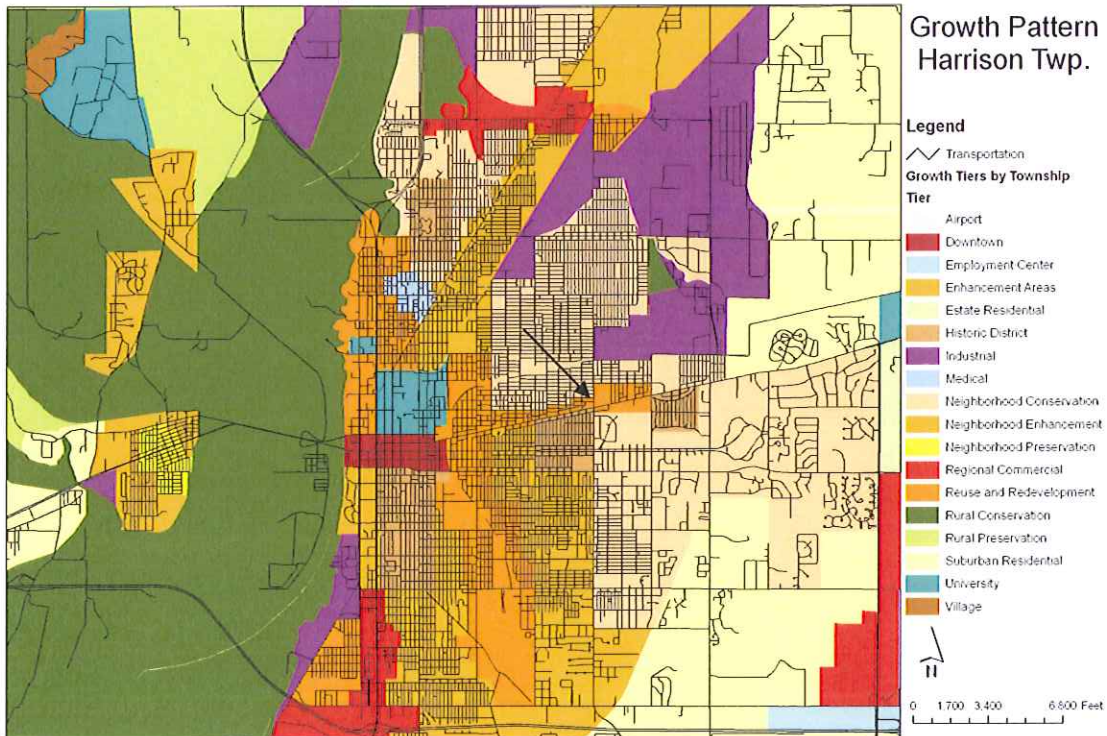 Growth Pattern
Harrison Twp.
Legend
Transportation
Growth Tiers by Township
Tier
Airport
Downtown
Employment Center
Enhancement Areas
Estate Residential
Historic District
Industrial
Medical
Neighborhood Conservation
Neighborhood Enhancement
Neighborhood Preservation
Regional Commercial
Reuse and Redevelopment
Rural Conservation
Rural Preservation
Suburban Residential
University
Village
N
0 1,700 3,400 6,800 Feet